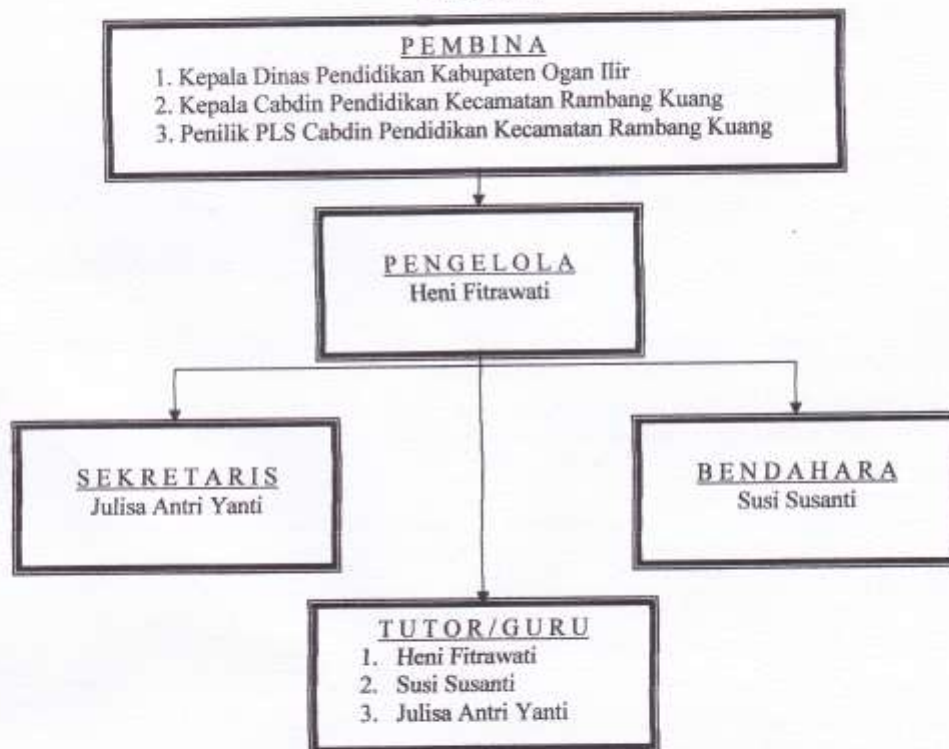 PEMBINA
1. Kepala Dinas Pendidikan Kabupaten Ogan Ilir
2. Kepala Cabdin Pendidikan Kecamatan Rambang Kuang
3. Penilik PLS Cabdin Pendidikan Kecamatan Rambang Kuang
PENGELOLA
Heni Fitrawati
SEKRETARIS
Julisa Antri Yanti
BENDAHARA
Susi Susanti
TUTOR/GURU
1. Heni Fitrawati
2. Susi Susanti
3. Julisa Antri Yanti